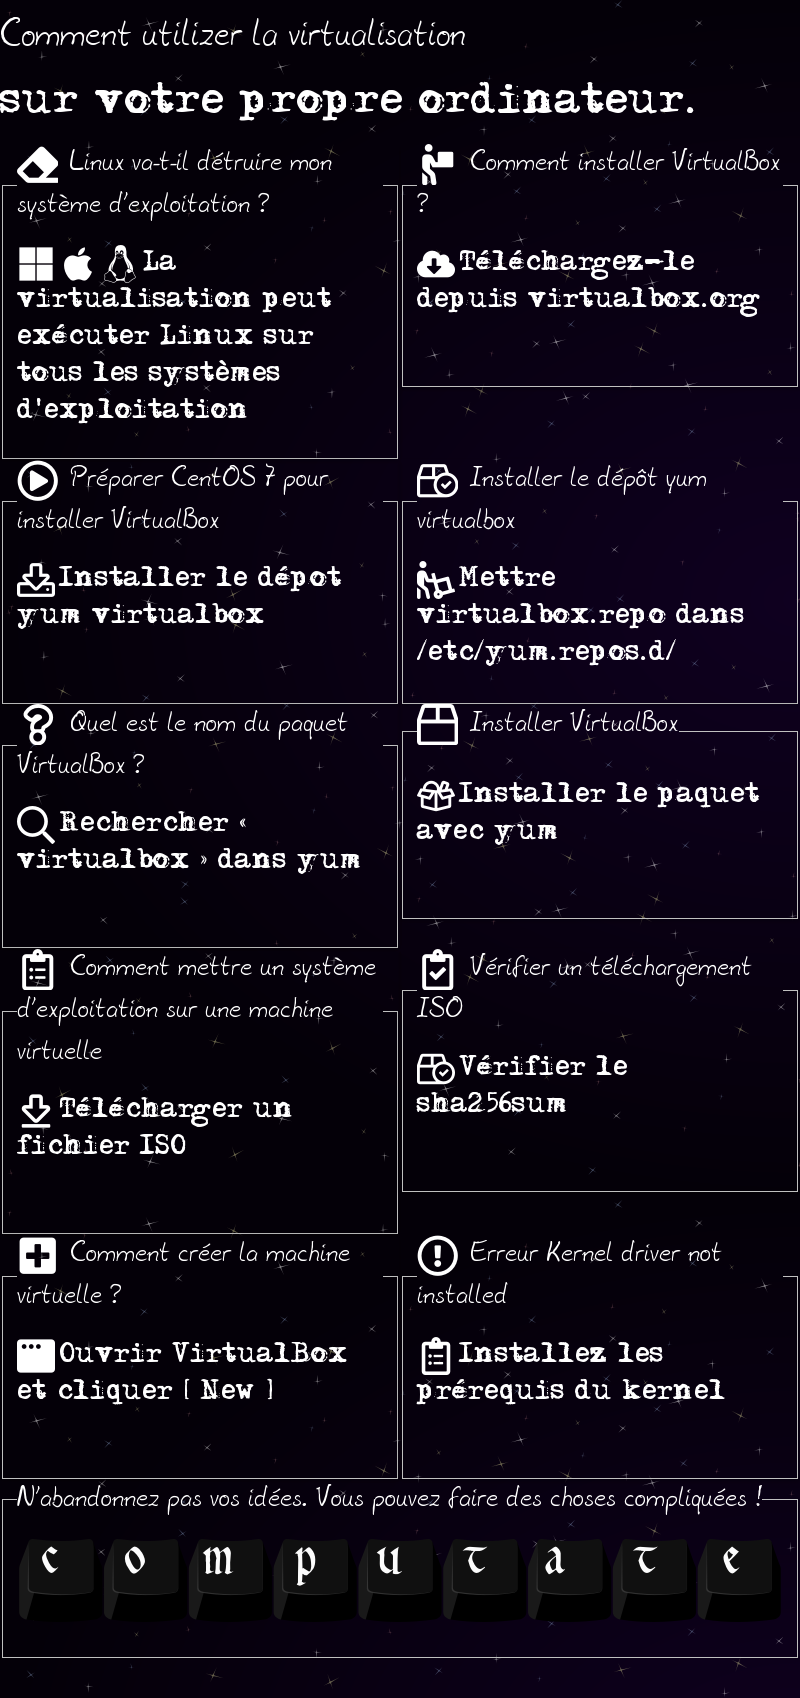 Comment utilizer la virtualisation
sur votre propre ordinateur.
Linux va-t-il détruire mon
système d'exploitation ?
La
virtualisation peut
exécuter Linux sur
tous les systèmes
d'exploitation
Comment installer VirtualBox
?
Téléchargez-le
depuis virtualbox.org
Préparer CentOS 7 pour
installer VirtualBox
Installer le dépot
yum virtualbox
Installer le dépôt yum
virtualbox
Mettre
virtualbox.repo dans
/etc/yum.repos.d/
Quel est le nom du paquet
VirtualBox ?
Rechercher «
virtualbox » dans yum
Installer VirtualBox
Installer le paquet
avec yum
Comment mettre un système
d'exploitation sur une machine
virtuelle
Télécharger un
fichier ISO
Vérifier un téléchargement
ISO
Vérifier le
sha256sum
Comment créer la machine
virtuelle ?
Ouvrir VirtualBox
et cliquer [ New ]
Erreur Kernel driver not
installed
Installez les
prérequis du kernel
N'abandonnez pas vos idées. Vous pouvez faire des choses compliquées !
c o m p u t a t e